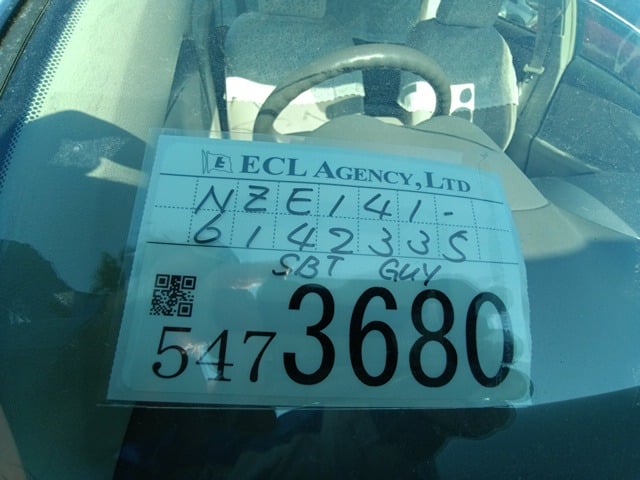 E ECL AGENCY, LTD
NZE141-
6142335
SBT GUY
5473680